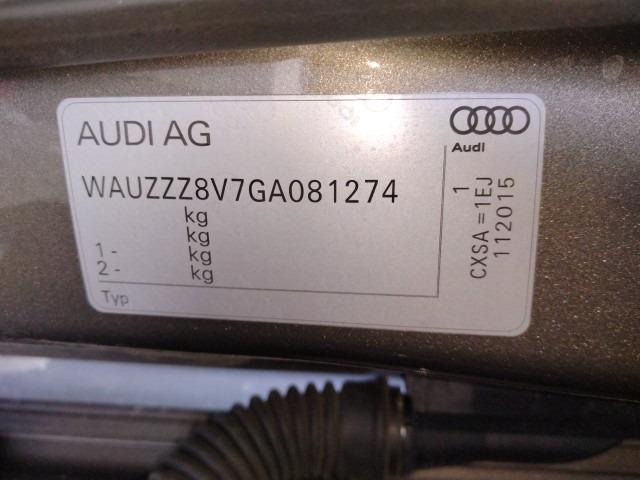 AUDI AG
Audi
WAUZZZ8V7GA081274
kg
kg
1 - kg
2 - kg
Typ
1
CXSA = 1EJ
112015